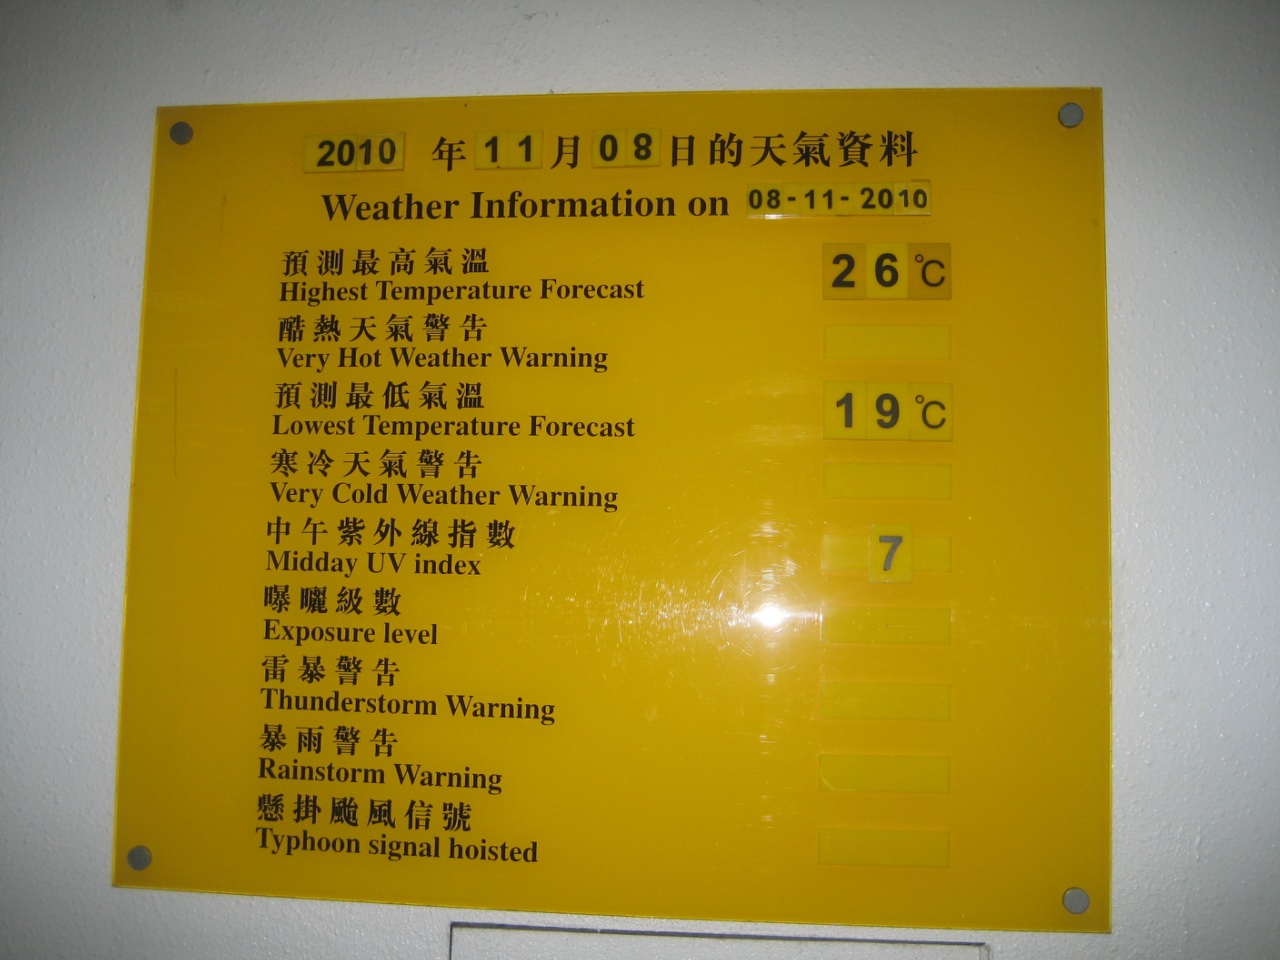 2010 年 11 月 08 日的天氣資料
Weather Information on 08-11-2010
預測最高氣溫
Highest Temperature Forecast 26℃
酷熱天氣警告
Very Hot Weather Warning
預測最低氣溫
Lowest Temperature Forecast 19℃
寒冷天氣警告
Very Cold Weather Warning
中午紫外線指數
Midday UV index 7
曝曬級數
Exposure level
雷暴警告
Thunderstorm Warning
暴雨警告
Rainstorm Warning
懸掛颱風信號
Typhoon signal hoisted